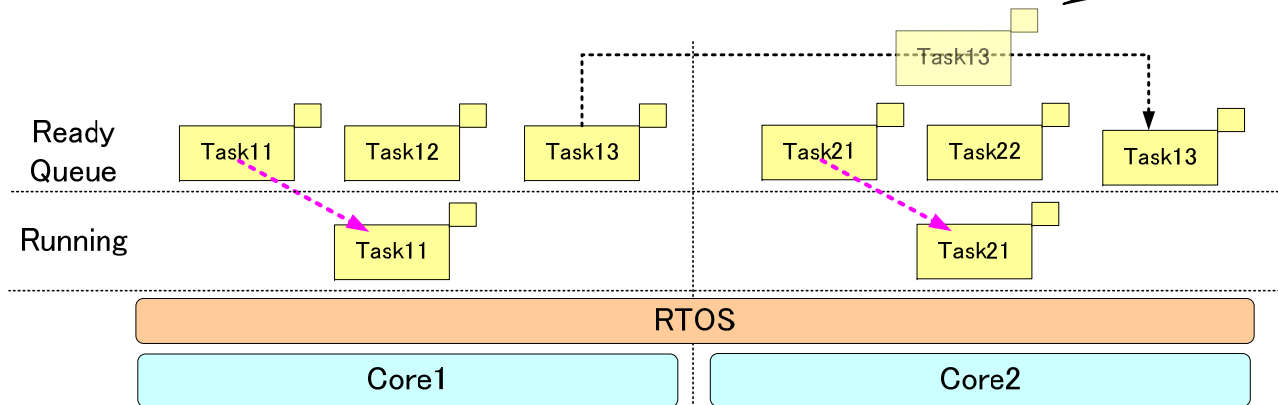 Task13
Ready
Queue
Task11
Task12
Task13
Task21
Task22
Task13
Running
Task11
Task21
RTOS
Core1
Core2